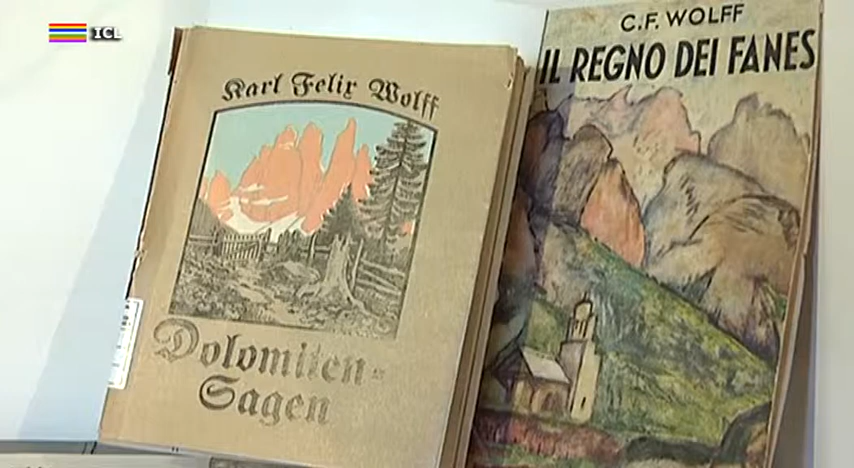 ICL
Karl Felix Wolff
Dolomiten-
Sagen
C.F. WOLFF
IL REGNO DEI FANES